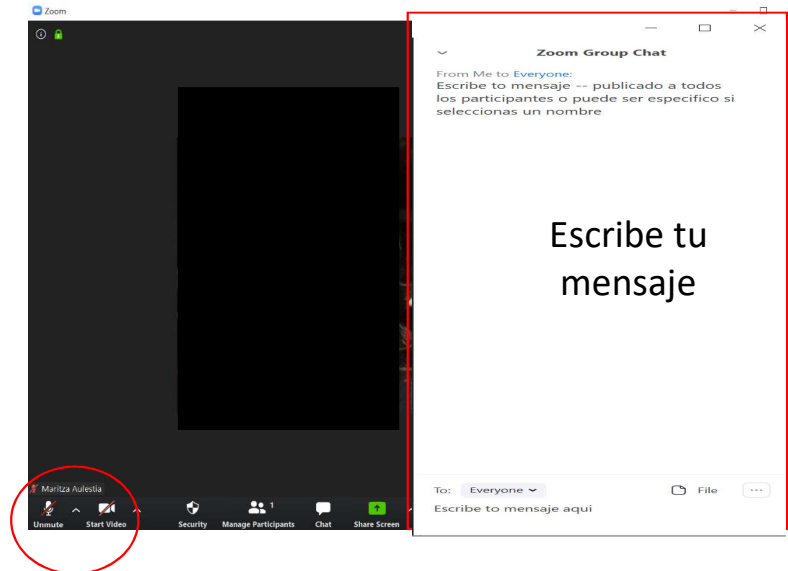 Zoom
Zoom Group Chat
From Me to Everyone:
Escribe to mensaje -- publicado a todos
los participantes o puede ser especifico si
seleccionas un nombre
Escribe tu
mensaje
Maritza Aulestia
Unmute
Start Video
Security
1
Manage Participants
Chat
Share Screen
To: Everyone
File
Escribe to mensaje aqui